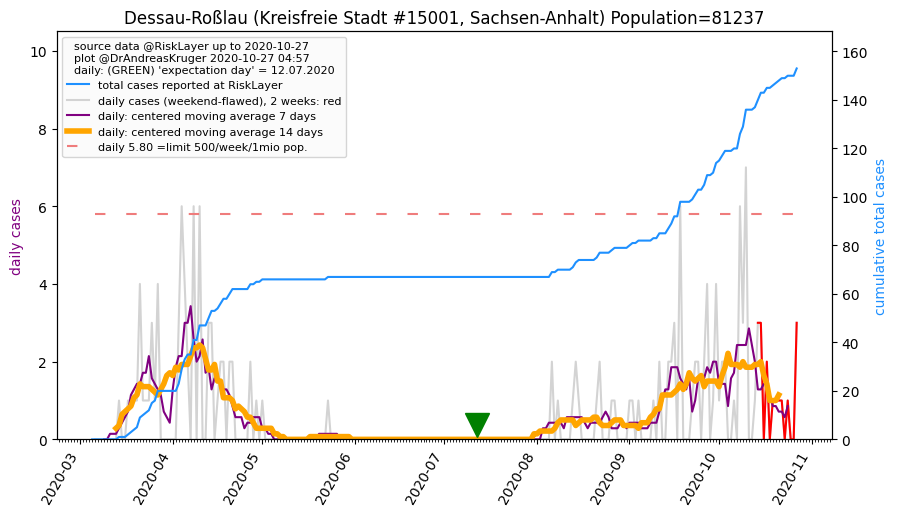 Dessau-Roßlau (Kreisfreie Stadt #15001, Sachsen-Anhalt) Population=81237
source data @RiskLayer up to 2020-10-27
plot @DrAndreasKruger 2020-10-27 04:57
daily: (GREEN) 'expectation day' = 12.07.2020
total cases reported at RiskLayer
daily cases (weekend-flawed), 2 weeks: red
daily: centered moving average 7 days
daily: centered moving average 14 days
daily 5.80 =limit 500/week/1mio pop.
daily cases
10
8
6
4
2
0
160
140
120
100
80
60
40
20
0
cumulative total cases
2020-03
2020-04
2020-05
2020-06
2020-07
2020-08
2020-09
2020-10
2020-11